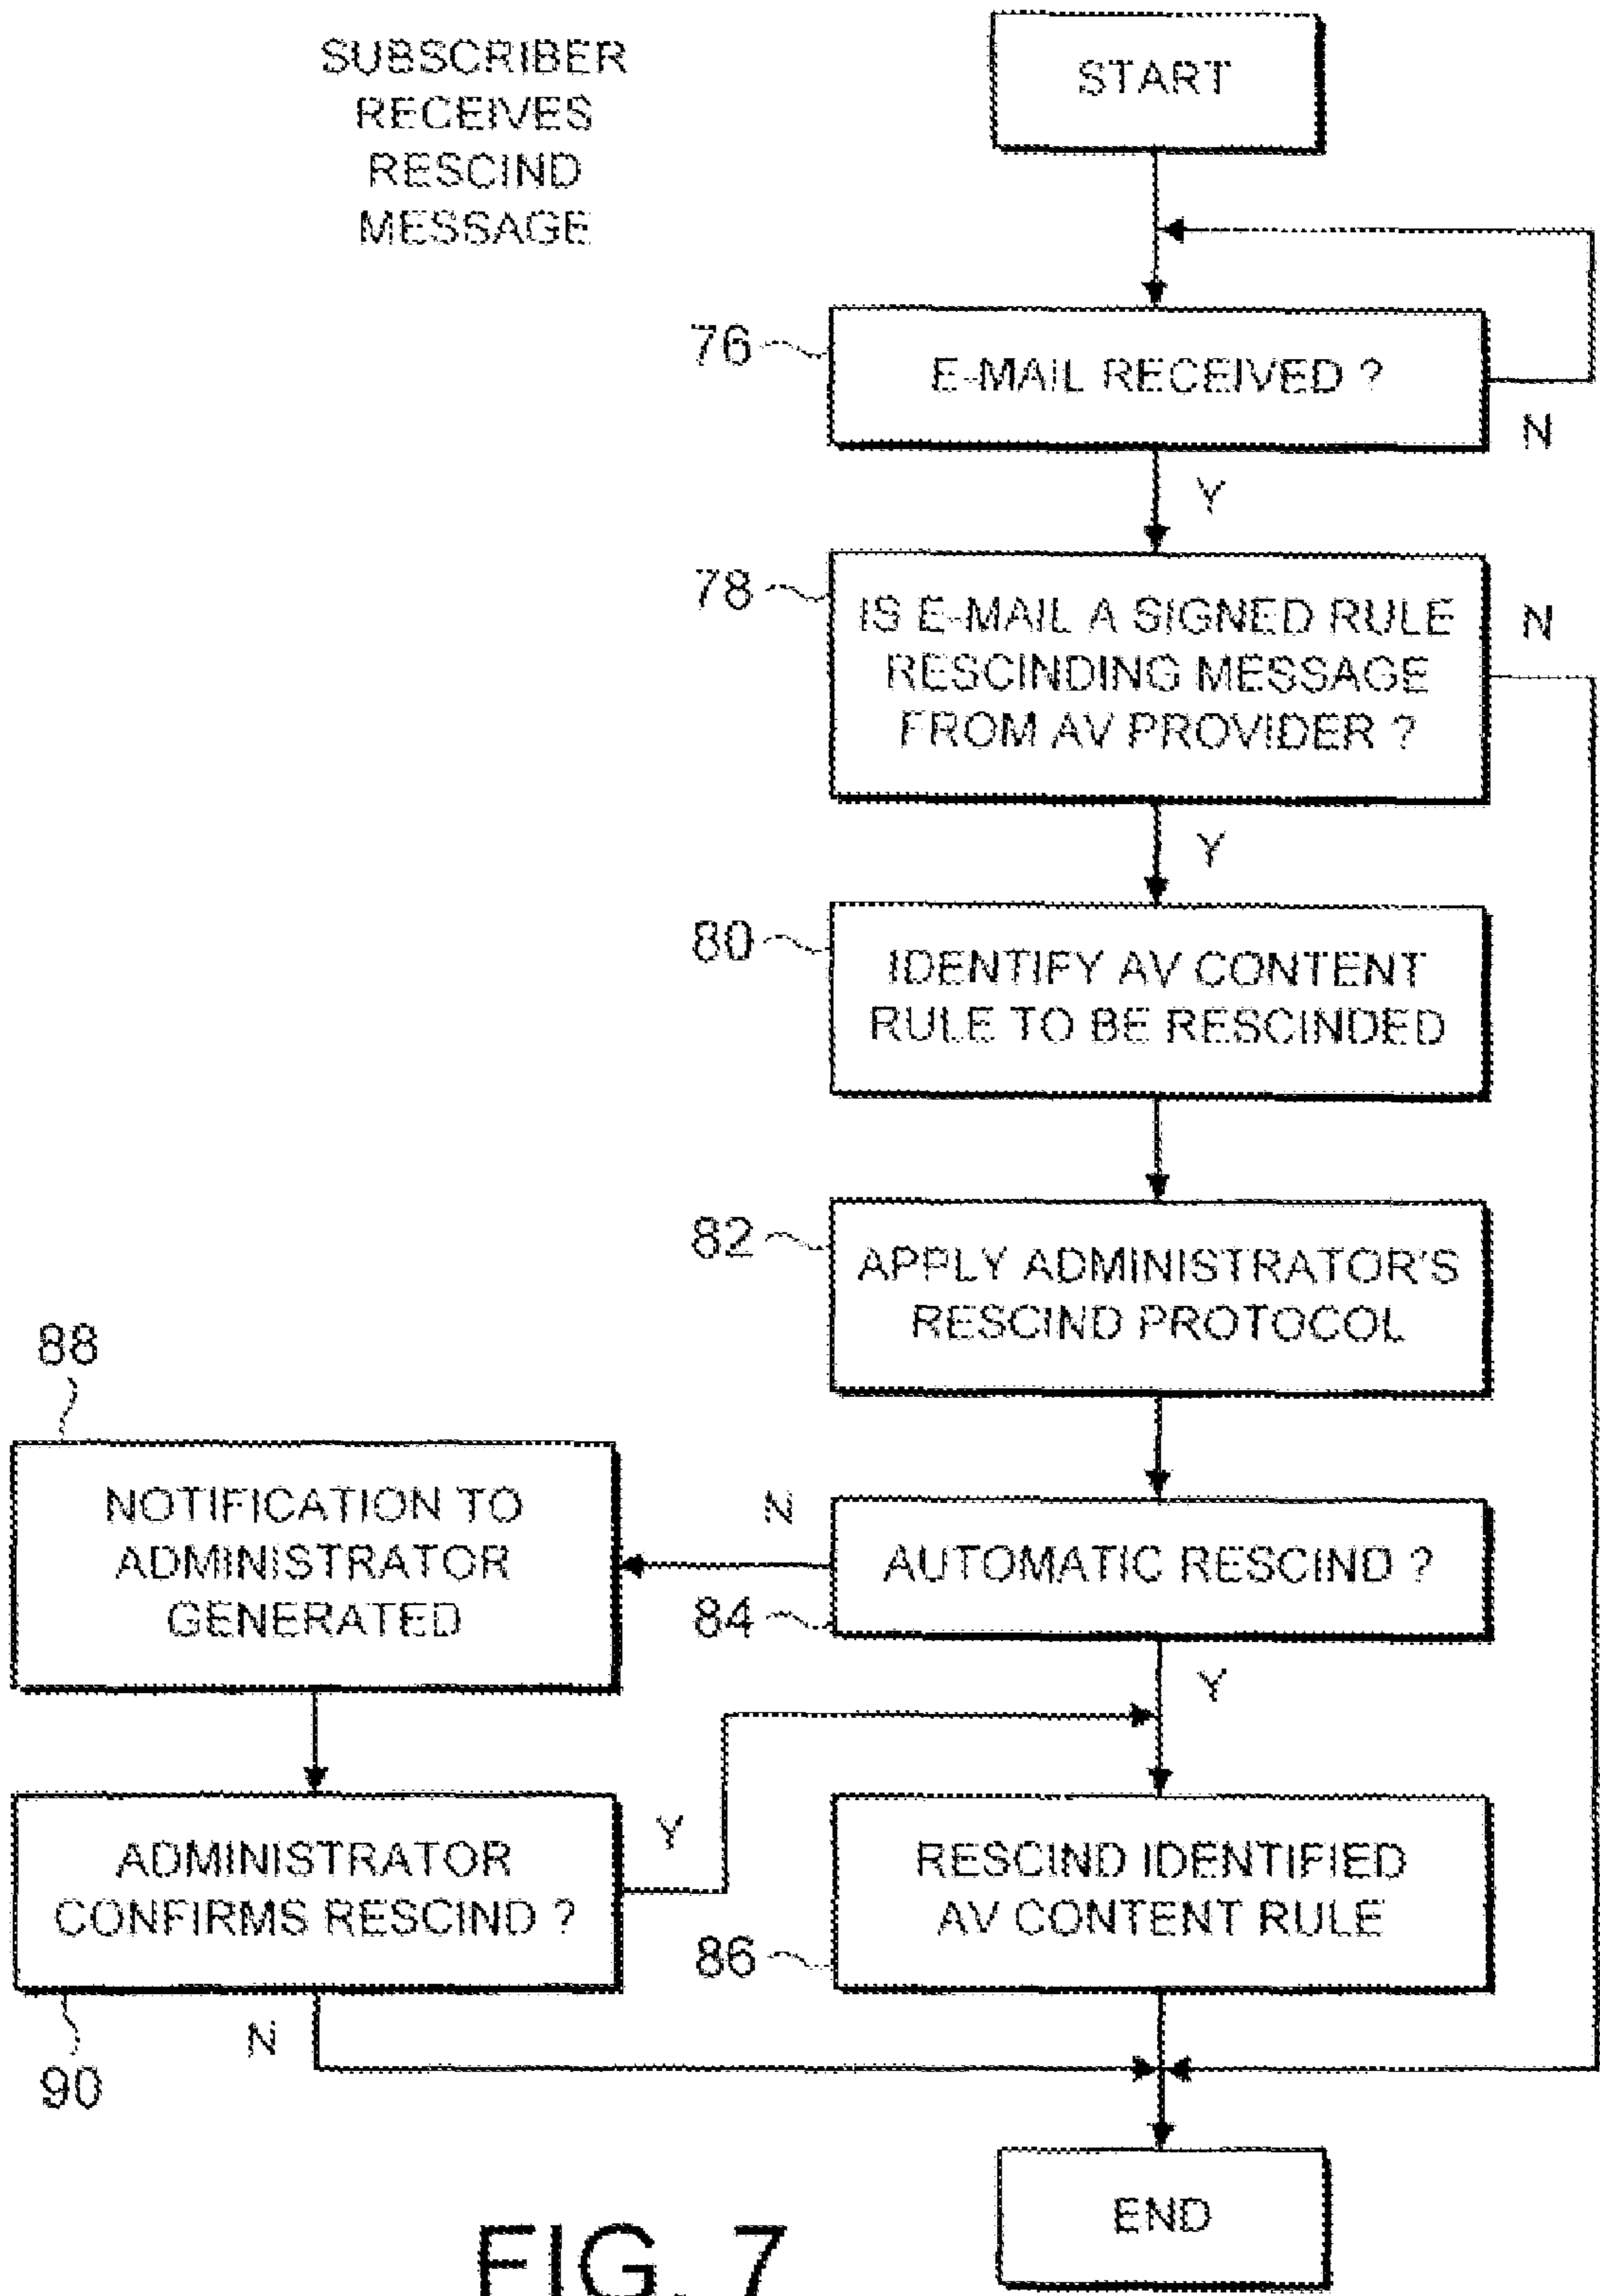 SUBSCRIBER
RECEIVES
RESCIND
MESSAGE
START
76
E-MAIL RECEIVED ?
N
Y
78
IS E-MAIL A SIGNED RULE
RESCINDING MESSAGE
FROM AV PROVIDER ?
N
Y
80
IDENTIFY AV CONTENT
RULE TO BE RESCINDED
82
APPLY ADMINISTRATOR'S
RESCIND PROTOCOL
88
NOTIFICATION TO
ADMINISTRATOR
GENERATED
N
AUTOMATIC RESCIND ?
84
Y
ADMINISTRATOR
CONFIRMS RESCIND ?
Y
RESCIND IDENTIFIED
AV CONTENT RULE
86
N
90
END
FIG. 7